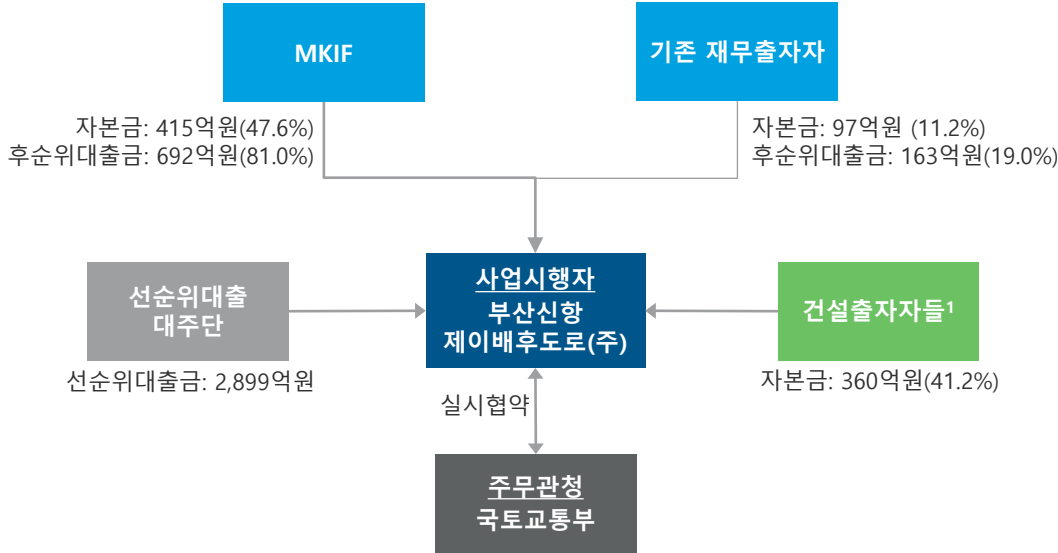 MKIF
기존 재무출자자
자본금: 415억원(47.6%)
후순위대출금: 692억원(81.0%)
자본금: 97억원 (11.2%)
후순위대출금: 163억원(19.0%)
선순위대출
대주단
사업시행자
부산신항
제이배후도로(주)
건설출자자들1
선순위대출금: 2,899억원
자본금: 360억원(41.2%)
실시협약
주무관청
국토교통부